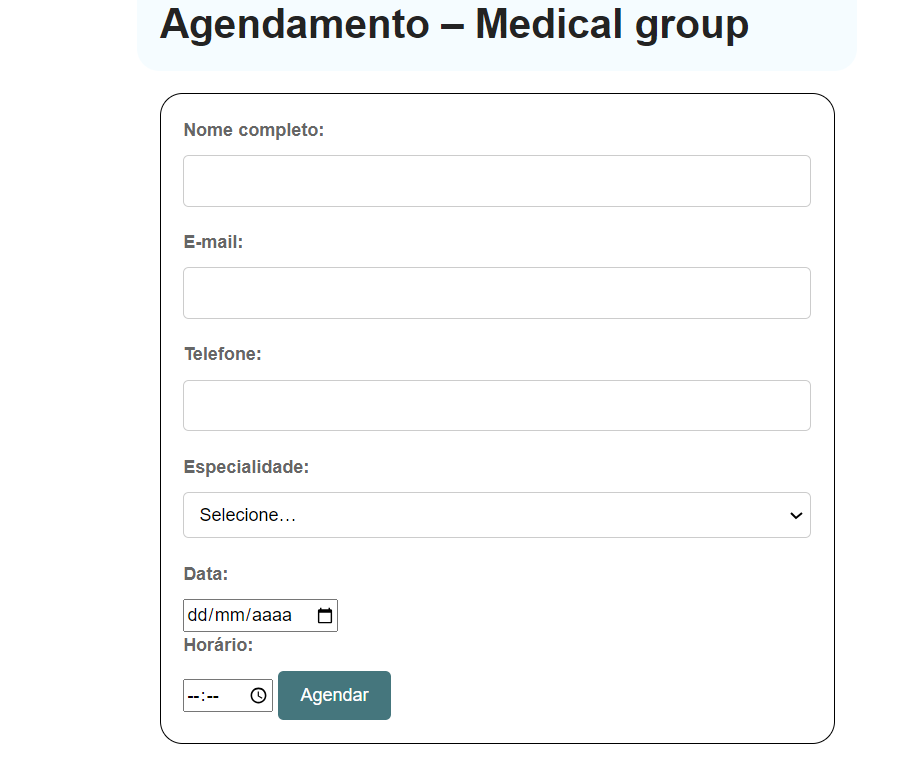 Agendamento – Medical group
Nome completo:
E-mail:
Telefone:
Especialidade:
Selecione…
Data:
dd/mm/aaaa
Horário:
--:-- Agendar